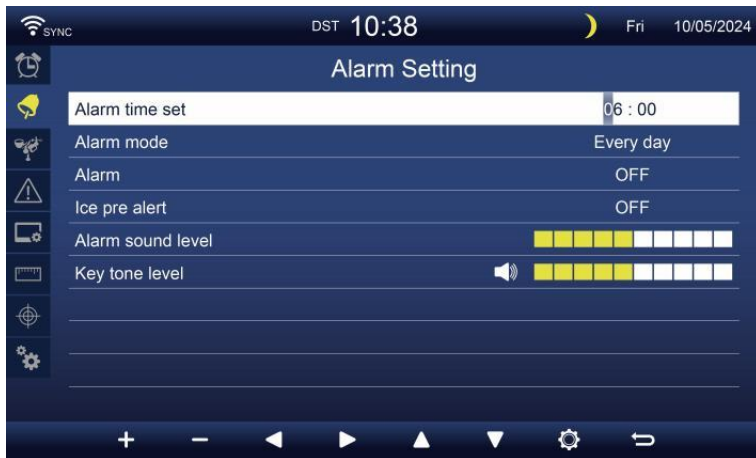 SYNC DST 10:38 Fri 10/05/2024
Alarm Setting
Alarm time set 06 : 00
Alarm mode Every day
Alarm OFF
Ice pre alert OFF
Alarm sound level
Key tone level